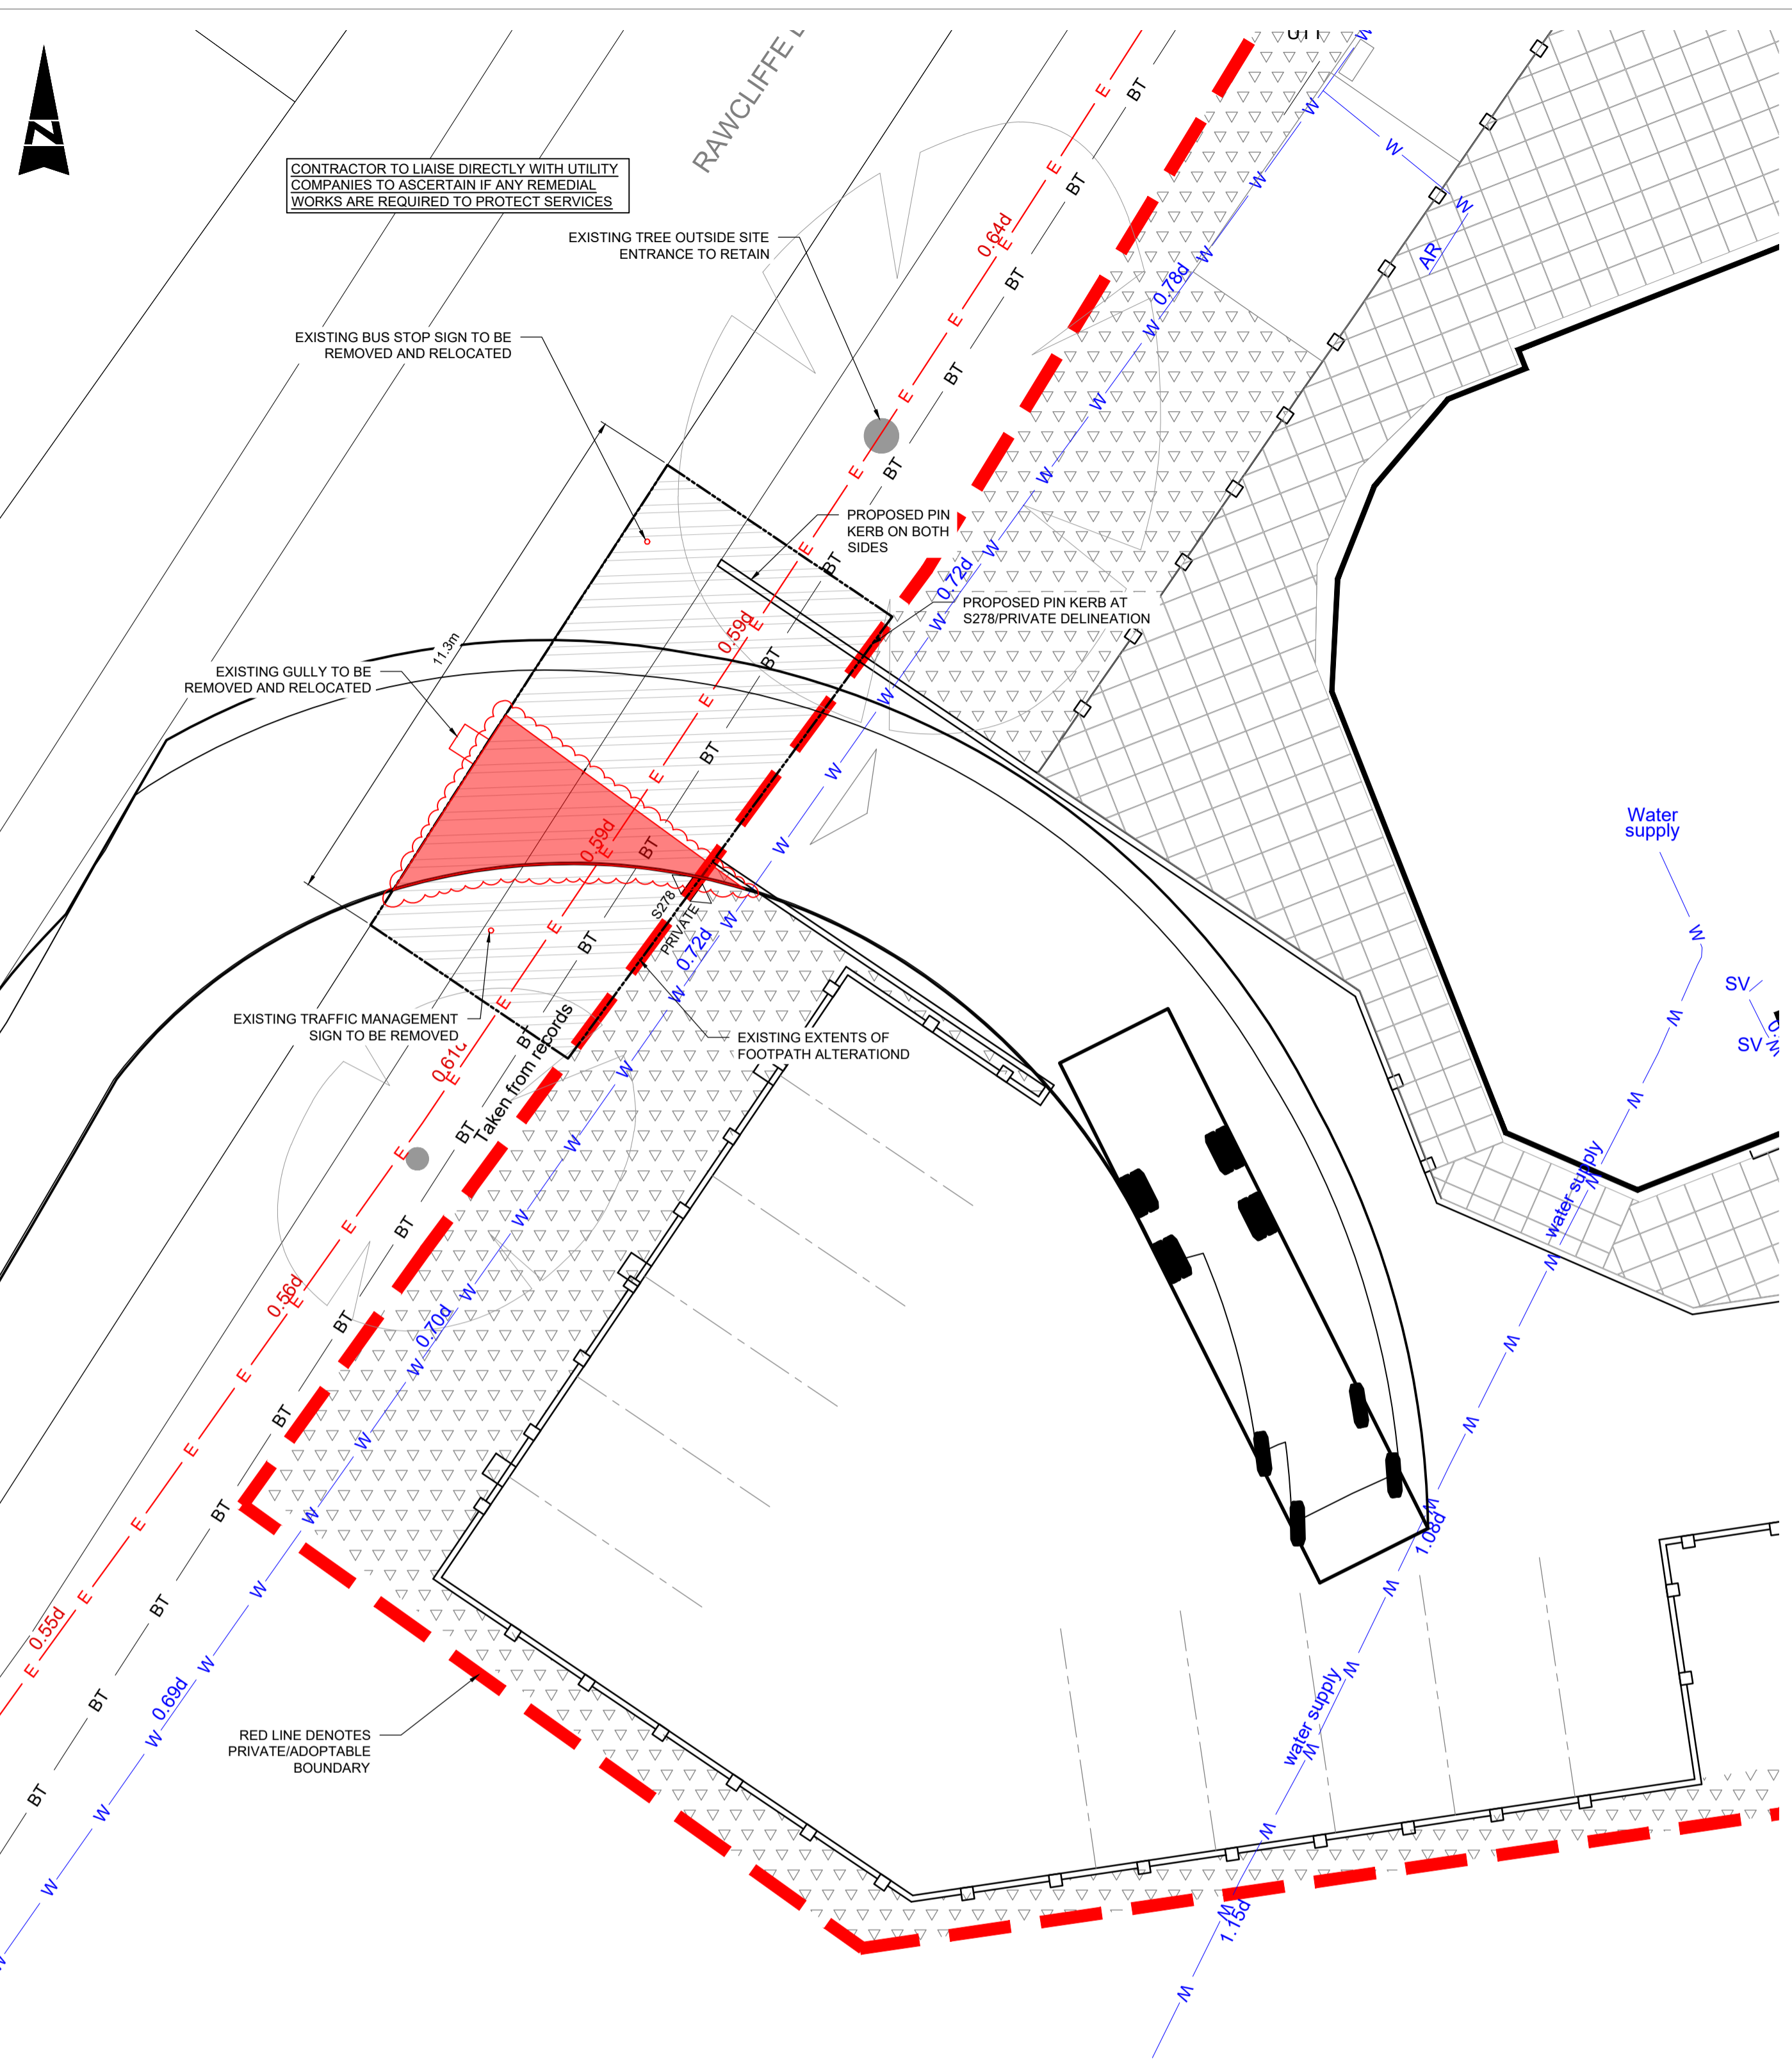 RAWCLIFFE
N
CONTRACTOR TO LIAISE DIRECTLY WITH UTILITY
COMPANIES TO ASCERTAIN IF ANY REMEDIAL
WORKS ARE REQUIRED TO PROTECT SERVICES
EXISTING TREE OUTSIDE SITE
ENTRANCE TO RETAIN
EXISTING BUS STOP SIGN TO BE
REMOVED AND RELOCATED
PROPOSED PIN
KERB ON BOTH
SIDES
PROPOSED PIN KERB AT
S278/PRIVATE DELINEATION
EXISTING GULLY TO BE
REMOVED AND RELOCATED
11.3m
EXISTING TRAFFIC MANAGEMENT
SIGN TO BE REMOVED
EXISTING EXTENTS OF
FOOTPATH ALTERATIOND
S278
PRIVATE
Taken from records
RED LINE DENOTES
PRIVATE/ADOPTABLE
BOUNDARY
0.64d
0.59d
0.59d
0.61d
0.56d
0.55d
0.78d
0.72d
0.72d
0.70d
0.69d
AR
Water
supply
SV
SV
water supply
1.08d
water supply
1.15d
E
BT
W